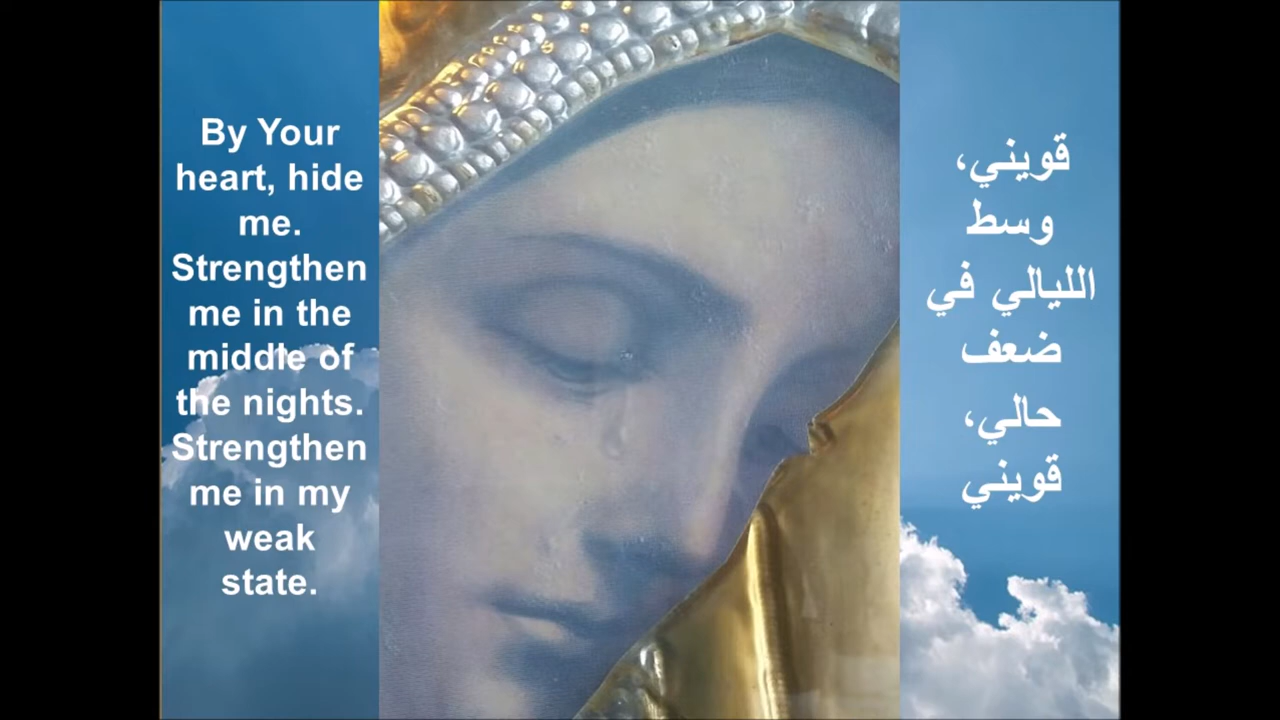 By Your
heart, hide
me.
Strengthen
me in the
middle of
the nights.
Strengthen
me in my
weak
state.
قويني،
وسط
الليالي في
ضعف
حالي،
قويني